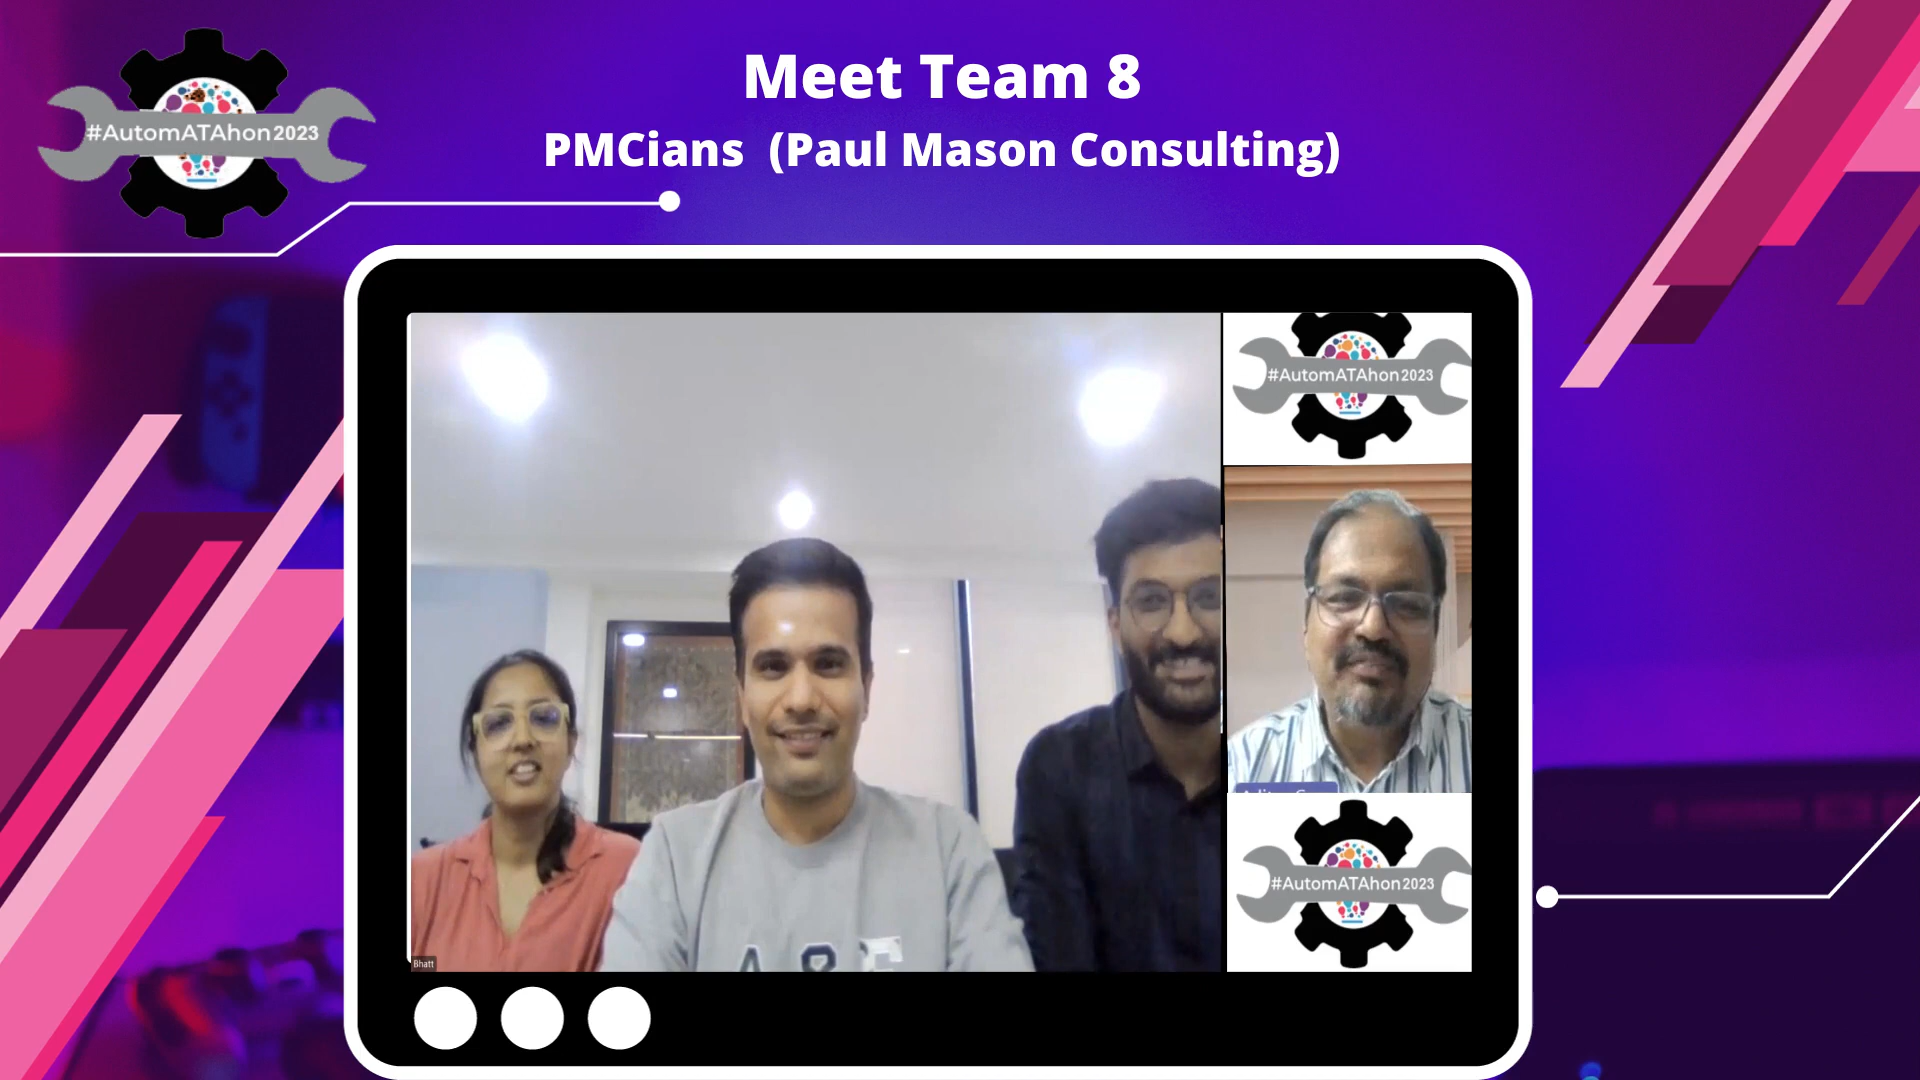 Meet Team 8
PMCians (Paul Mason Consulting)
#AutomATAhon2023
#AutomATAhon2023
Bhatt
#AutomATAhon2023